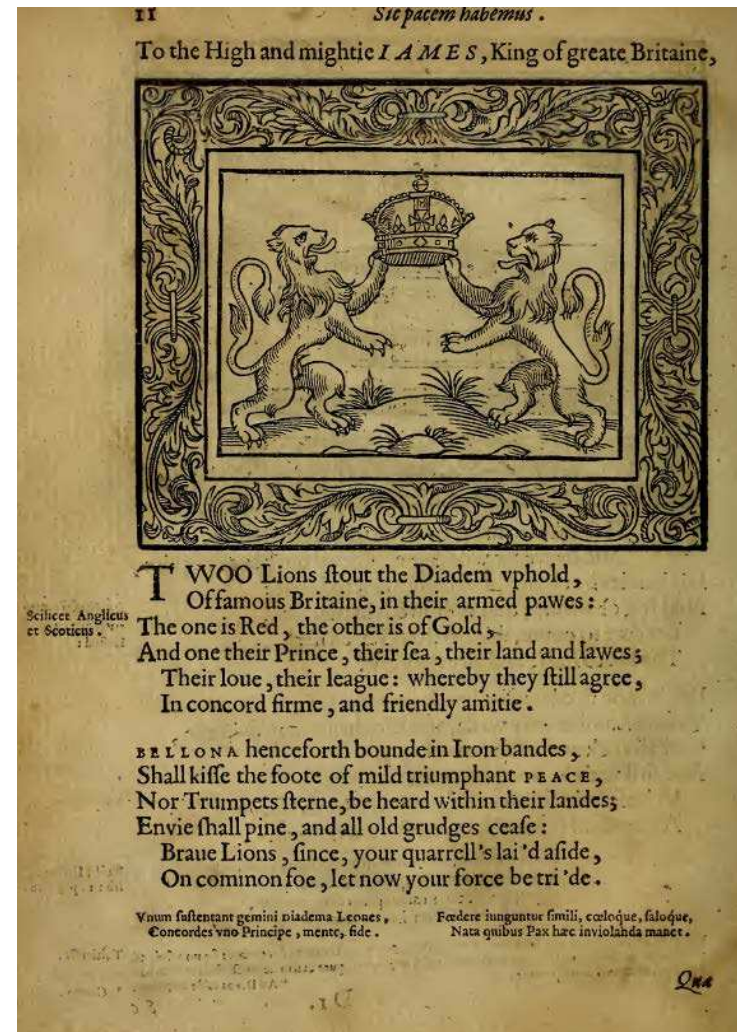 11 Sic pacem habemus.
To the High and mightie IAMES, King of greate Britaine,
TWOO Lions ſtout the Diadem vphold,
Of famous Britaine, in their armed pawes:
Scilicet Anglicus
et Scoticus.
The one is Red, the other is of Gold,
And one their Prince, their ſea, their land and lawes;
Their loue, their league: whereby they ſtill agree,
In concord firme, and friendly amitie.
BELLONA henceforth bounde in Iron bandes,
Shall kiſſe the foote of mild triumphant PEACE,
Nor Trumpets ſterne, be heard within their landes;
Envie ſhall pine, and all old grudges ceaſe:
Braue Lions, ſince, your quarrell's lai'd aſide,
On common foe, let now your force be tri'de.
Vnum ſuſtentant gemini Diadema Leones,
Concordes vno Principe, mente, fide.
Fœdere iunguntur ſimili, cœloque, ſaloque,
Nata quibus Pax hæc inviolanda manet.
Qua